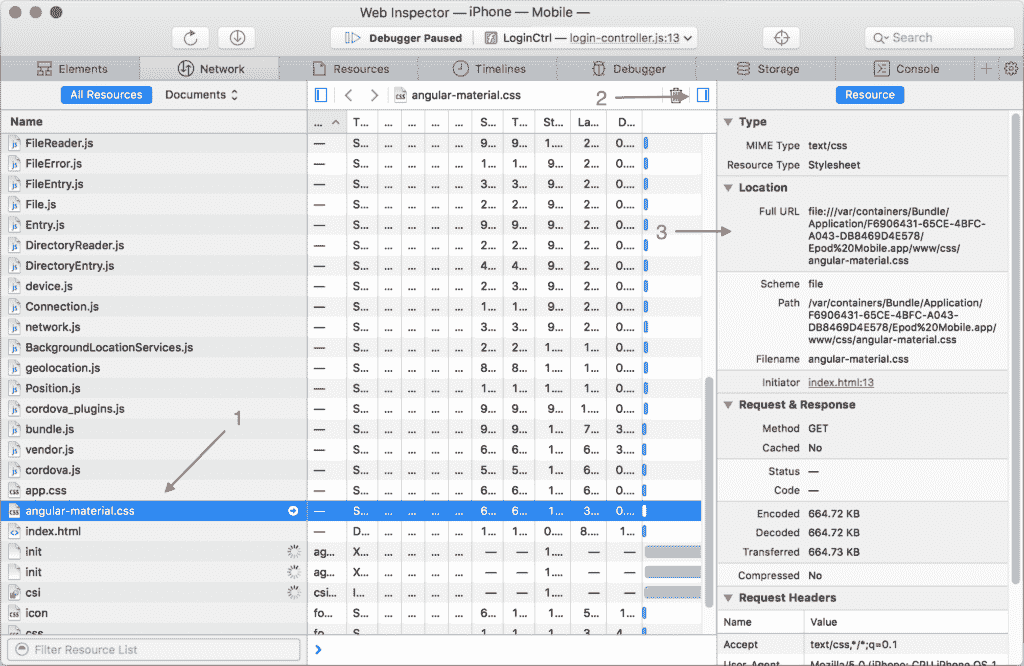 Web Inspector — iPhone — Mobile —
Debugger Paused
LoginCtrl — login-controller.js:13
Search
Elements
Network
Resources
Timelines
Debugger
Storage
Console
All Resources
Documents
angular-material.css
2
Resource
Name
... T... ... ... ... ... S... T... St... La... D...
FileReader.js — S... ... ... ... ... 9... 9... 1.... 2... 0....
FileError.js — S... ... ... ... ... 1... 1... 9... 2... 0....
FileEntry.js — S... ... ... ... ... 3... 3... 9... 2... 0....
File.js — S... ... ... ... ... 2... 2... 9... 2... 0....
Entry.js — S... ... ... ... ... 9... 9... 9... 2... 0....
DirectoryReader.js — S... ... ... ... ... 2... 2... 9... 2... 0....
DirectoryEntry.js — S... ... ... ... ... 4... 4... 9... 2... 0....
device.js — S... ... ... ... ... 2... 2... 9... 2... 0....
Connection.js — S... ... ... ... ... 1... 1... 9... 2... 0....
network.js — S... ... ... ... ... 3... 3... 9... 2... 0....
BackgroundLocationServices.js — S... ... ... ... ... 2... 2... 1... 1... 0....
geolocation.js — S... ... ... ... ... 8... 8... 1... 1... 0....
Position.js — S... ... ... ... ... 1... 1... 1... 1... 0....
cordova_plugins.js — S... ... ... ... ... 9... 9... 9... 1.... 0....
bundle.js — S... ... ... ... ... 9... 9... 1... 7... 3....
vendor.js — S... ... ... ... ... 6... 6... 1... 6... 3....
cordova.js — S... ... ... ... ... 5... 5... 1... 6... 0....
1
app.css — S... ... ... ... ... 6... 6... 1... 6... 0....
angular-material.css — S... ... ... ... ... 6... 6... 1... 3... 0....
index.html — D... ... ... ... ... 1... 1... 0.... 8.... 1...
init ag... X... ... ... ... ... — — 1.... — —
init ag... X... ... ... ... ... — — 1.... — —
csi csi... I... ... ... ... ... — — 1.... — —
icon fo... S... ... ... ... ... 6... 1... 1... 5... 1...
css fo... S... ... ... ... ... 1... 1... 1... 3... 4...
Filter Resource List
Type
MIME Type text/css
Resource Type Stylesheet
Location
3
Full URL file:///var/containers/Bundle/
Application/F6906431-65CE-4BFC-
A043-DB8469D4E578/
Epod%20Mobile.app/www/css/
angular-material.css
Scheme file
Path /var/containers/Bundle/Application/
F6906431-65CE-4BFC-A043-
DB8469D4E578/Epod%20Mobile.app/
www/css/angular-material.css
Filename angular-material.css
Initiator index.html:13
Request & Response
Method GET
Cached No
Status —
Code —
Encoded 664.72 KB
Decoded 664.72 KB
Transferred 664.73 KB
Compressed No
Request Headers
Name Value
Accept text/css,*/*;q=0.1
User-Agent Mozilla/5.0 (iPhone; CPU iPhone OS 1